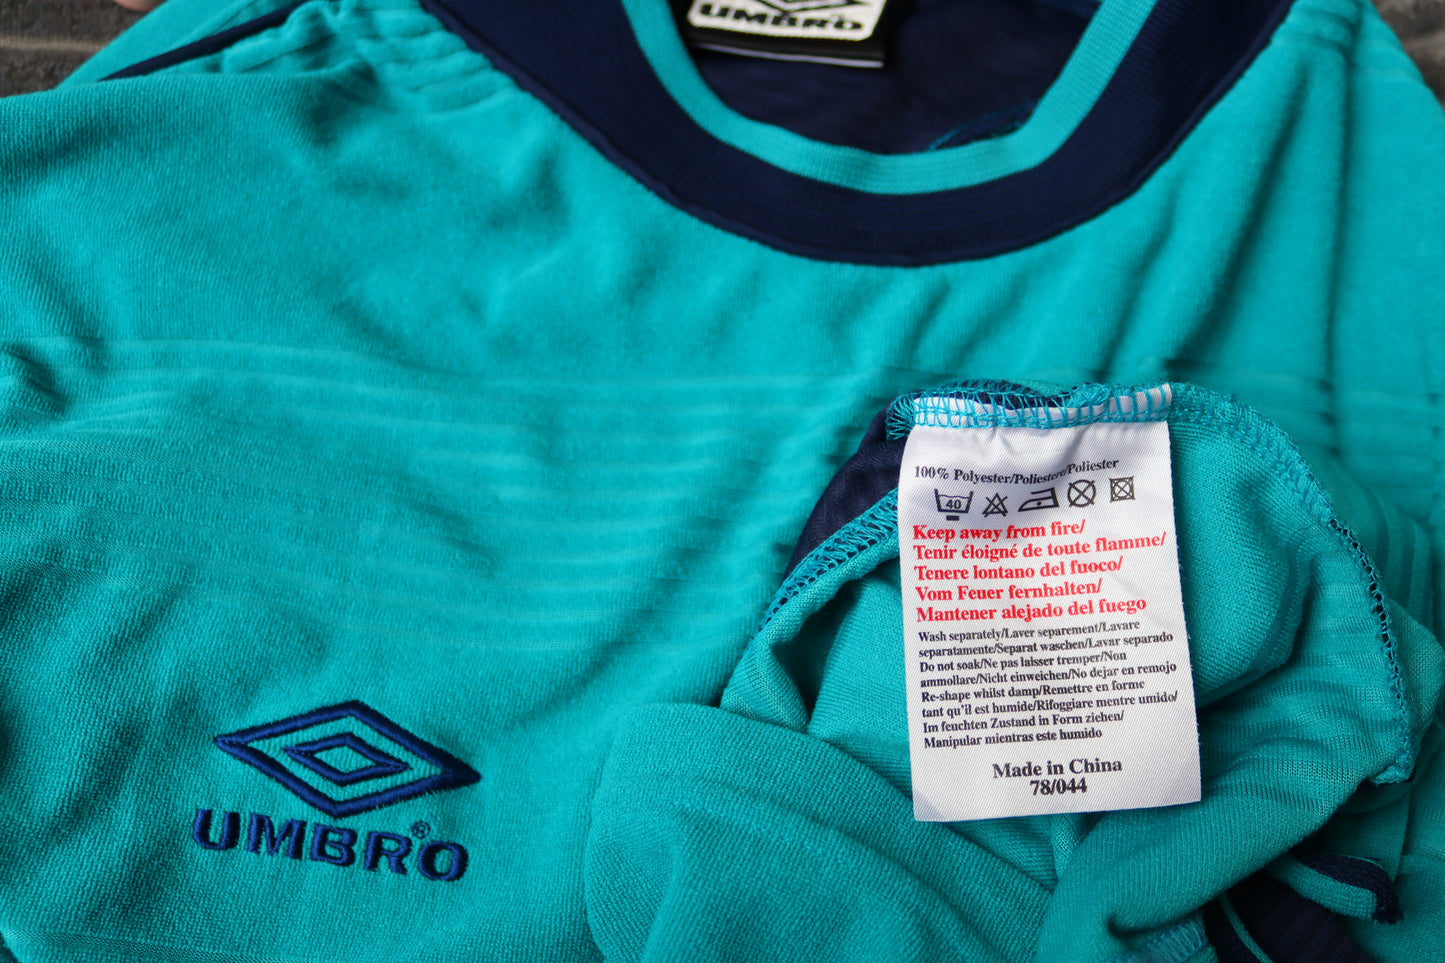 UMBRO
100% Polyester/Poliestere/Poliester
40
Keep away from fire/
Tenir éloigné de toute flamme/
Tenere lontano del fuoco/
Vom Feuer fernhalten/
Mantener alejado del fuego
Wash separately/Laver separement/Lavare
separatamente/Separat waschen/Lavar separado
Do not soak/Ne pas laisser tremper/Non
ammollare/Nicht einweichen/No dejar en remojo
Re-shape whilst damp/Remettre en forme
tant qu'il est humide/Rifoggiare mentre umido/
Im feuchten Zustand in Form ziehen/
Manipular mientras este humido
Made in China
78/044
UMBRO®